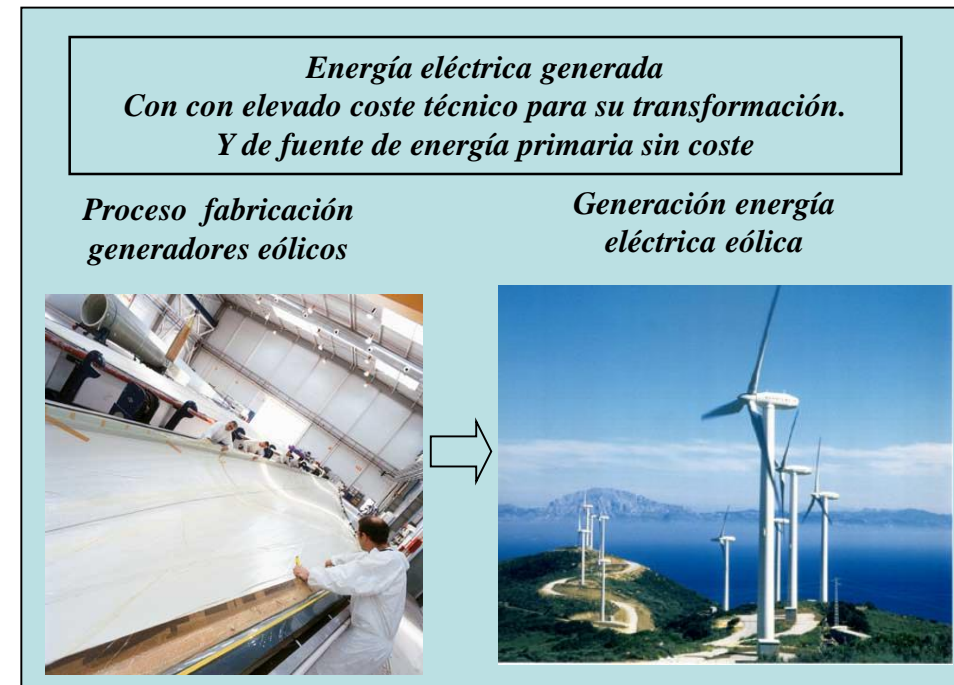 Energía eléctrica generada
Con con elevado coste técnico para su transformación.
Y de fuente de energía primaria sin coste
Proceso fabricación
generadores eólicos
Generación energía
eléctrica eólica